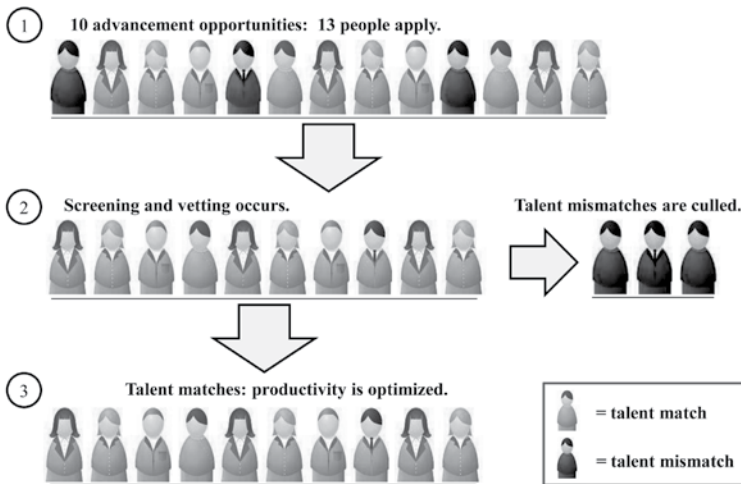 1
10 advancement opportunities: 13 people apply.
2
Screening and vetting occurs.
Talent mismatches are culled.
3
Talent matches: productivity is optimized.
= talent match
= talent mismatch